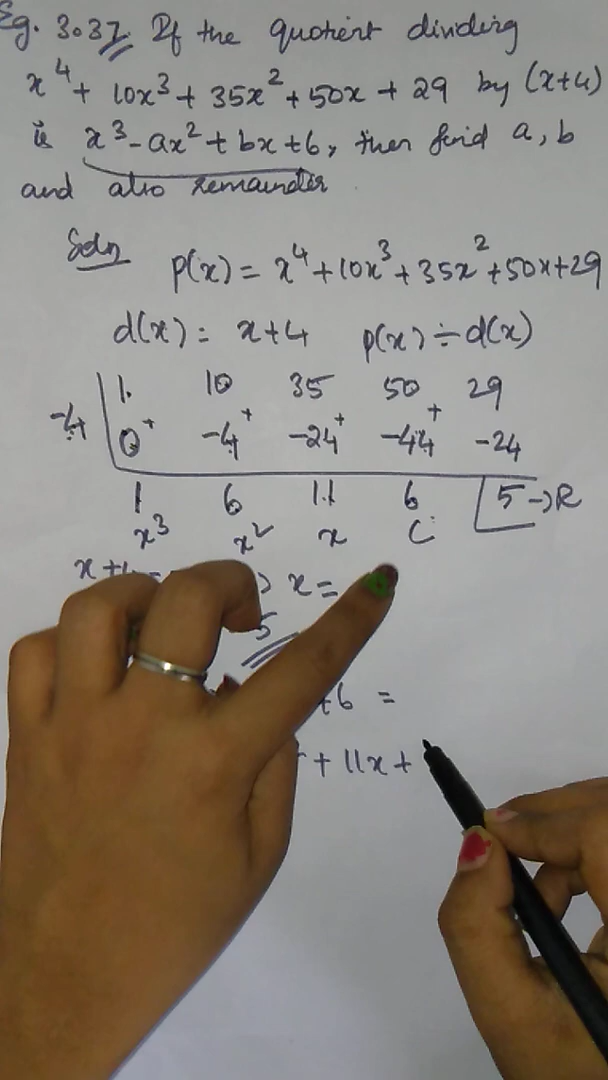 Eg. 3.37 If the quotient dividing
x⁴ + 10x³ + 35x² + 50x + 29 by (x+4)
is x³ - ax² + bx + 6, then find a, b
and also remainder
Soln P(x) = x⁴ + 10x³ + 35x² + 50x + 29
d(x) = x+4 p(x) ÷ d(x)
-4 | 1 10 35 50 29
0 + -4 + -24 + -44 + -24
1 6 11 6 5 → R
x³ x² x C
x+4 x =
5
+6 =
+ 11x +